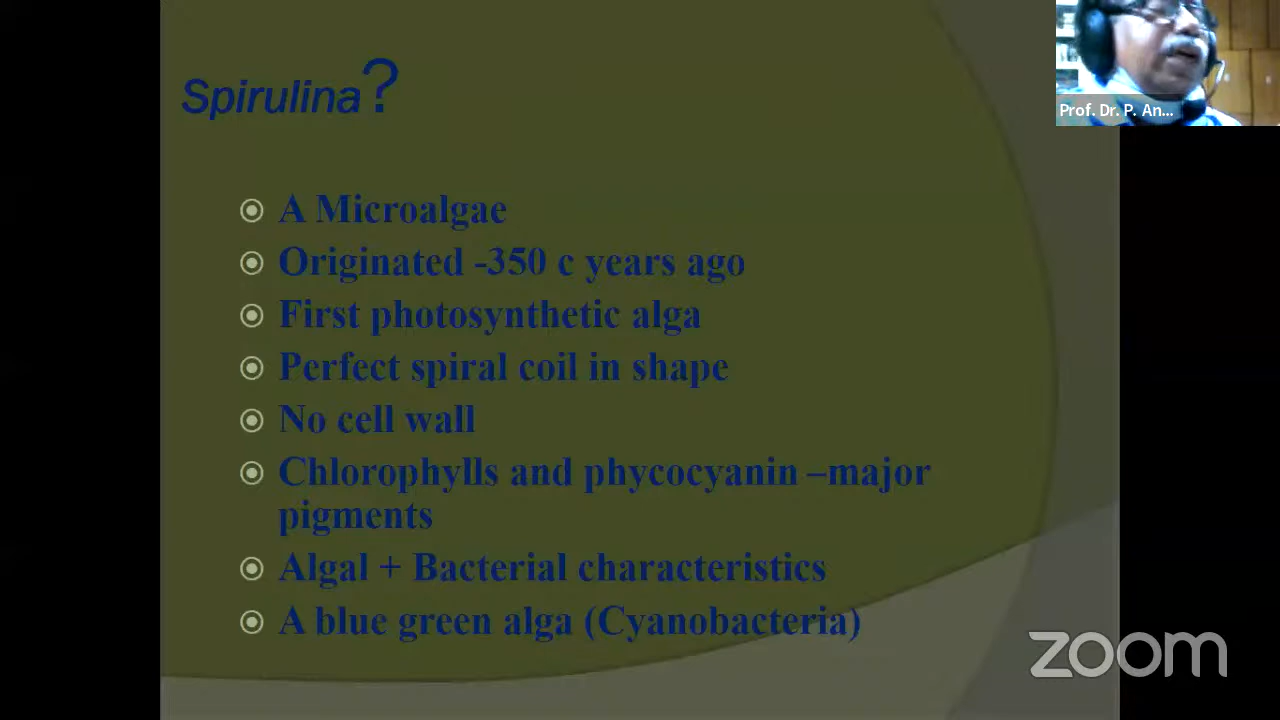 Spirulina?
Prof. Dr. P. An...
A Microalgae
Originated -350 c years ago
First photosynthetic alga
Perfect spiral coil in shape
No cell wall
Chlorophylls and phycocyanin –major
pigments
Algal + Bacterial characteristics
A blue green alga (Cyanobacteria)
zoom